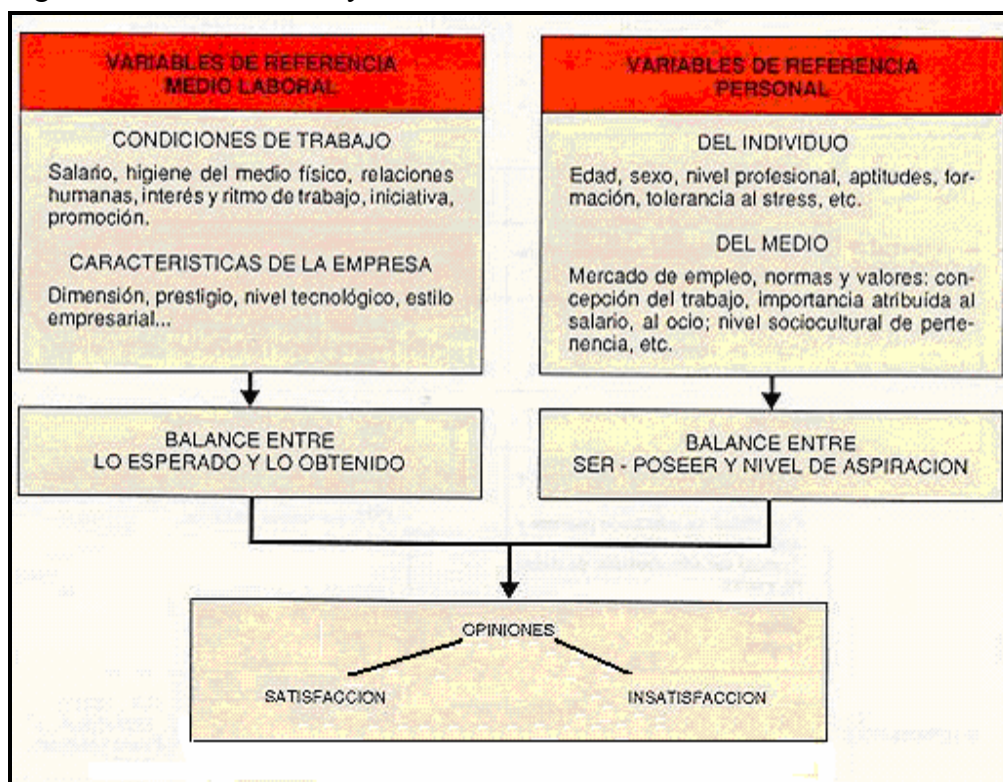 VARIABLES DE REFERENCIA
MEDIO LABORAL
CONDICIONES DE TRABAJO
Salario, higiene del medio físico, relaciones
humanas, interés y ritmo de trabajo, iniciativa,
promoción.
CARACTERISTICAS DE LA EMPRESA
Dimensión, prestigio, nivel tecnológico, estilo
empresarial...
VARIABLES DE REFERENCIA
PERSONAL
DEL INDIVIDUO
Edad, sexo, nivel profesional, aptitudes, for-
mación, tolerancia al stress, etc.
DEL MEDIO
Mercado de empleo, normas y valores: con-
cepción del trabajo, importancia atribuida al
salario, al ocio; nivel sociocultural de perte-
nencia, etc.
BALANCE ENTRE
LO ESPERADO Y LO OBTENIDO
BALANCE ENTRE
SER - POSEER Y NIVEL DE ASPIRACION
OPINIONES
SATISFACCION
INSATISFACCION